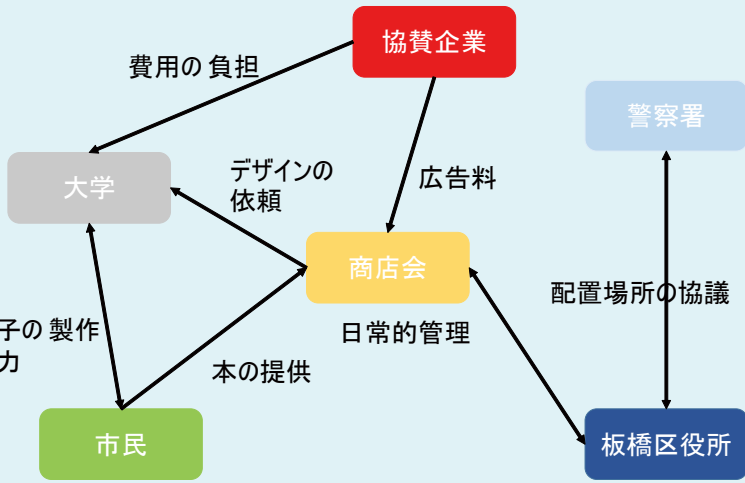 協賛企業
費用の負担
警察署
大学
デザインの
依頼
広告料
商店会
配置場所の協議
子の製作
力
日常的管理
本の提供
市民
板橋区役所